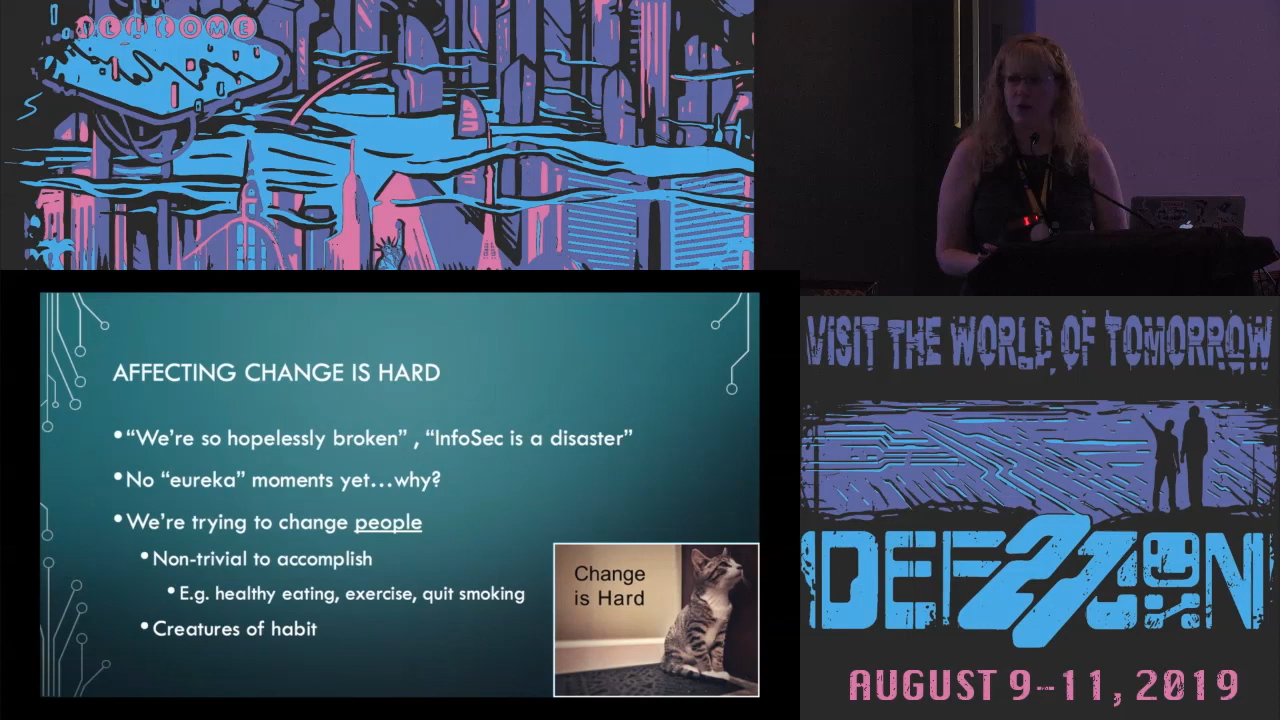 WELCOME
AFFECTING CHANGE IS HARD
•"We're so hopelessly broken" , "InfoSec is a disaster"
•No "eureka" moments yet...why?
•We're trying to change people
•Non-trivial to accomplish
•E.g. healthy eating, exercise, quit smoking
•Creatures of habit
Change
is Hard
VISIT THE WORLD OF TOMORROW
DEF27CON
AUGUST 9-11, 2019